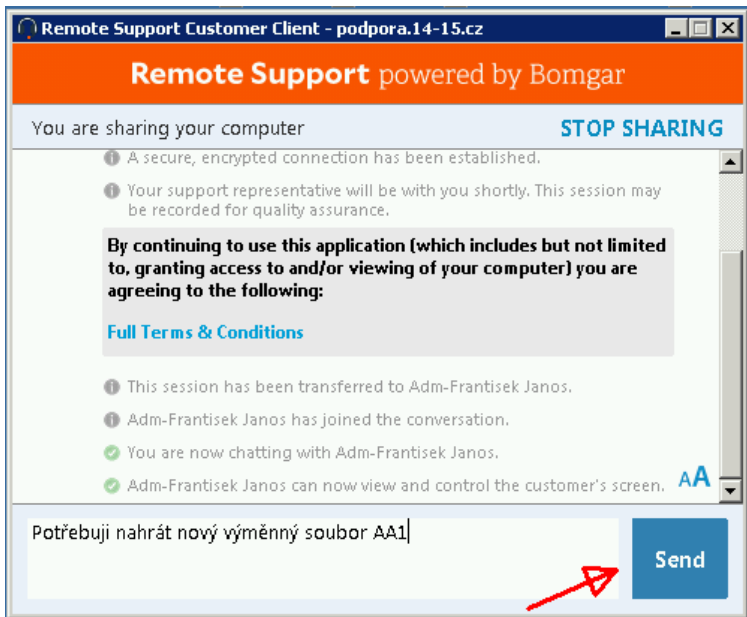 Remote Support Customer Client - podpora.14-15.cz
Remote Support powered by Bomgar
You are sharing your computer STOP SHARING
A secure, encrypted connection has been established.
Your support representative will be with you shortly. This session may
be recorded for quality assurance.
By continuing to use this application (which includes but not limited
to, granting access to and/or viewing of your computer) you are
agreeing to the following:
Full Terms & Conditions
This session has been transferred to Adm-Frantisek Janos.
Adm-Frantisek Janos has joined the conversation.
You are now chatting with Adm-Frantisek Janos.
Adm-Frantisek Janos can now view and control the customer's screen.
AA
Potřebuji nahrát nový výměnný soubor AA1
Send